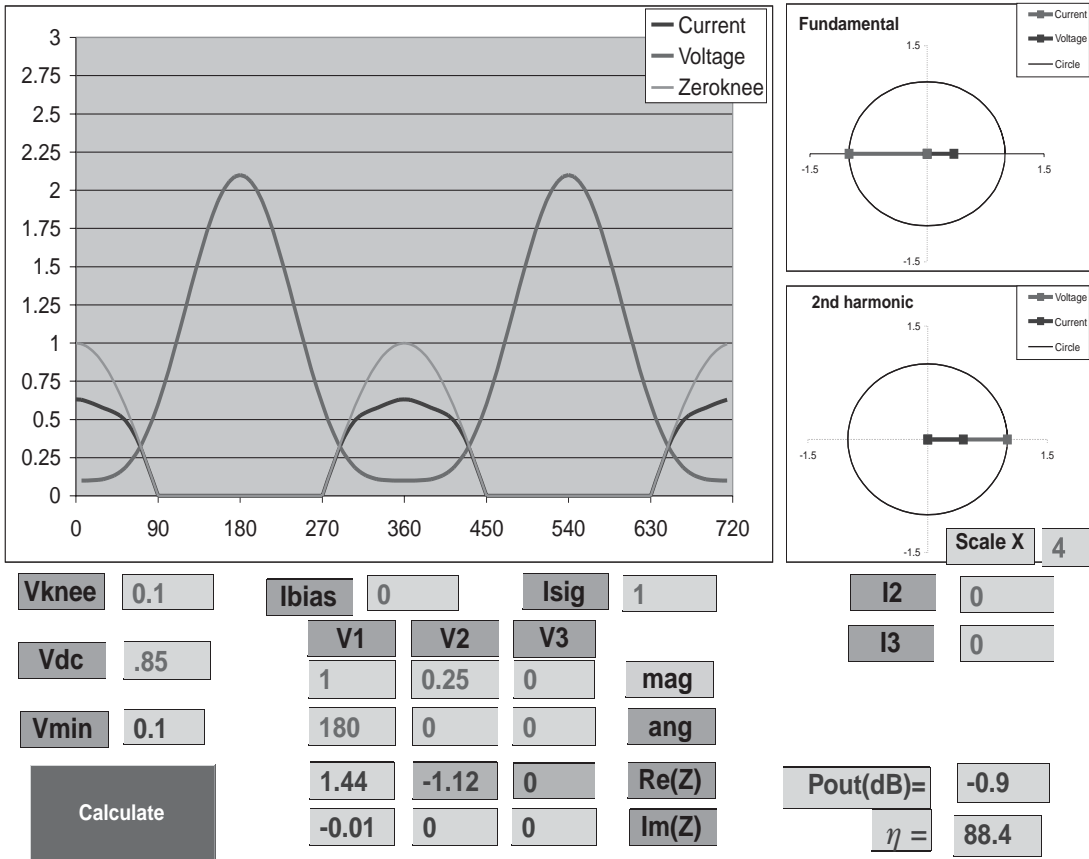 Current
Voltage
Zeroknee
3
2.75
2.5
2.25
2
1.75
1.5
1.25
1
0.75
0.5
0.25
0
0 90 180 270 360 450 540 630 720
Fundamental
Current
Voltage
Circle
1.5
-1.5 1.5
-1.5
2nd harmonic
Voltage
Current
Circle
1.5
-1.5 1.5
-1.5
Scale X 4
Vknee 0.1 Ibias 0 Isig 1 I2 0
V1 V2 V3 I3 0
Vdc .85 1 0.25 0 mag
Vmin 0.1 180 0 0 ang
Calculate 1.44 -1.12 0 Re(Z) Pout(dB)= -0.9
-0.01 0 0 Im(Z) η = 88.4